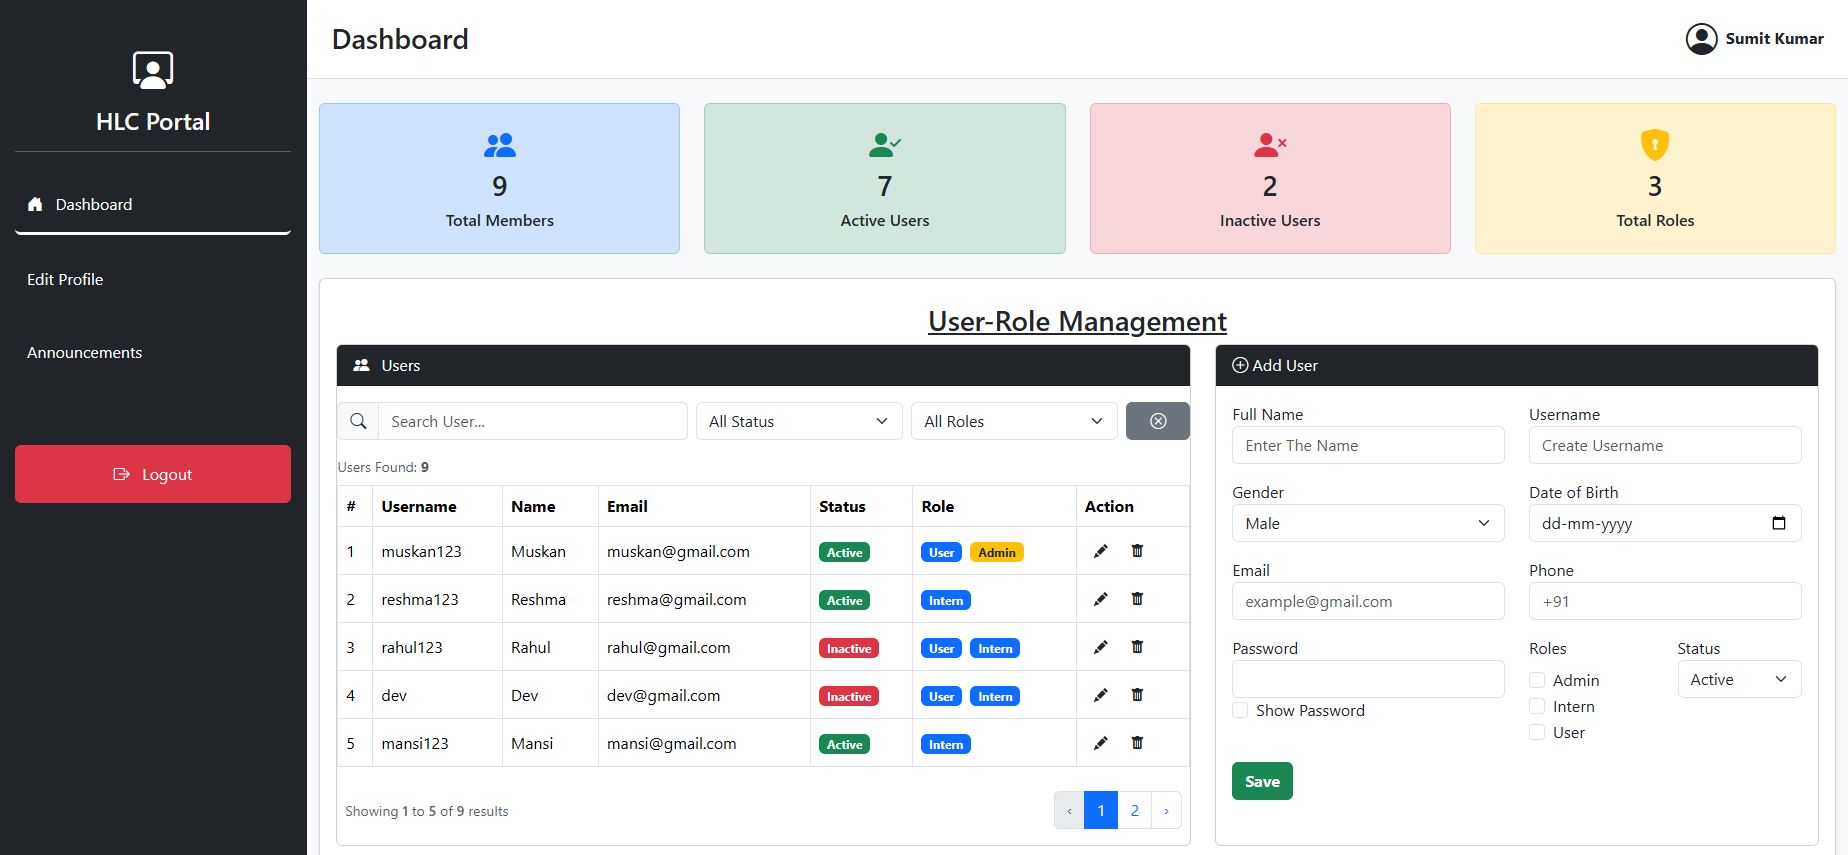 HLC Portal
Dashboard
Edit Profile
Announcements
Logout
Dashboard
Sumit Kumar
9
Total Members
7
Active Users
2
Inactive Users
3
Total Roles
User-Role Management
Users
Search User...
All Status
All Roles
Users Found: 9
# Username Name Email Status Role Action
1 muskan123 Muskan muskan@gmail.com Active User Admin
2 reshma123 Reshma reshma@gmail.com Active Intern
3 rahul123 Rahul rahul@gmail.com Inactive User Intern
4 dev Dev dev@gmail.com Inactive User Intern
5 mansi123 Mansi mansi@gmail.com Active Intern
Showing 1 to 5 of 9 results
‹ 1 2 ›
Add User
Full Name
Enter The Name
Username
Create Username
Gender
Male
Date of Birth
dd-mm-yyyy
Email
example@gmail.com
Phone
+91
Password
Show Password
Roles
Admin
Intern
User
Status
Active
Save